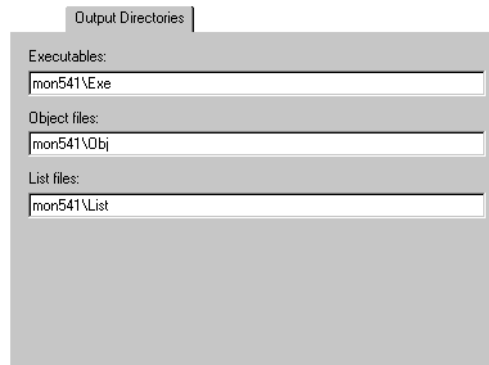 Output Directories
Executables:
mon541\Exe
Object files:
mon541\Obj
List files:
mon541\List